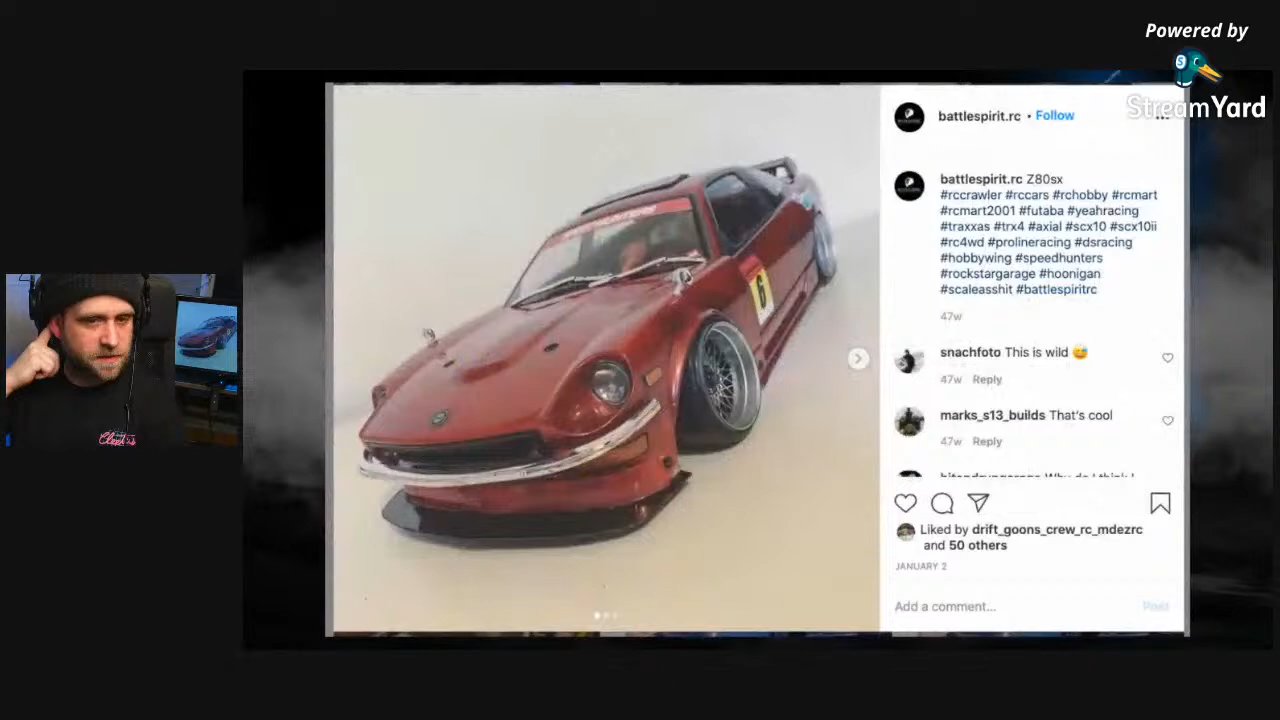 Powered by
StreamYard
battlespirit.rc • Follow
battlespirit.rc Z80sx
#rccrawler #rccars #rchobby #rcmart
#rcmart2001 #futaba #yeahracing
#traxxas #trx4 #axial #scx10 #scx10ii
#rc4wd #prolineracing #dsracing
#hobbywing #speedhunters
#rockstargarage #hoonigan
#scaleasshit #battlespiritrc
47w
snachfoto This is wild 😅
47w Reply
marks_s13_builds That's cool
47w Reply
6
Liked by drift_goons_crew_rc_mdezrc
and 50 others
JANUARY 2
Add a comment...
Post